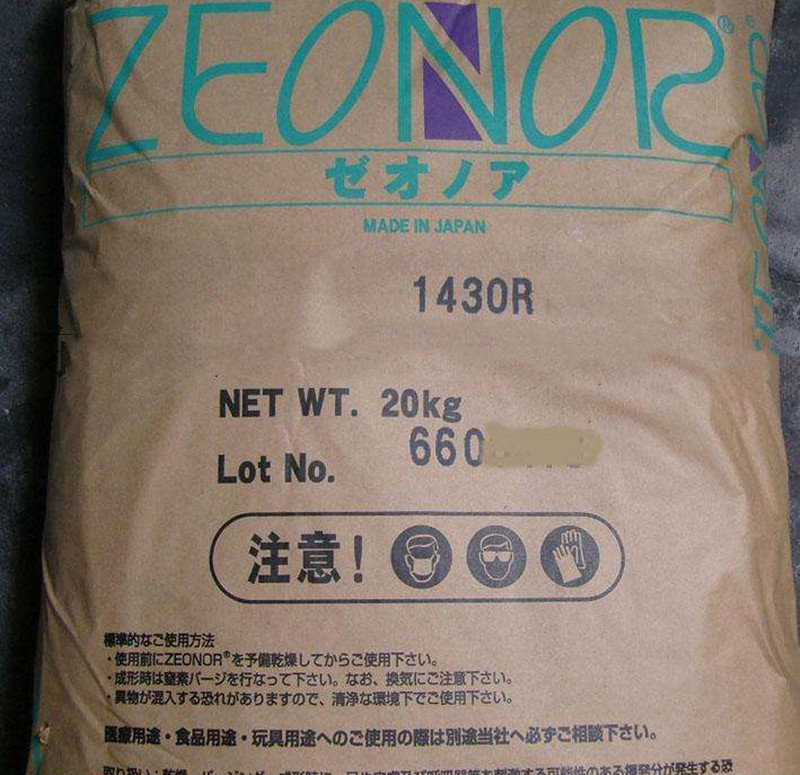 ZEONOR®
ゼオノア
MADE IN JAPAN
1430R
NET WT. 20kg
Lot No. 660
注意!
標準的なご使用方法
・使用前にZEONOR®を予備乾燥してからご使用下さい。
・成形時は窒素パージを行なって下さい。なお、換気にご注意下さい。
・異物が混入する恐れがありますので、清浄な環境下でご使用下さい。
医療用途・食品用途・玩具用途へのご使用の際は別途当社へ必ずご相談下さい。